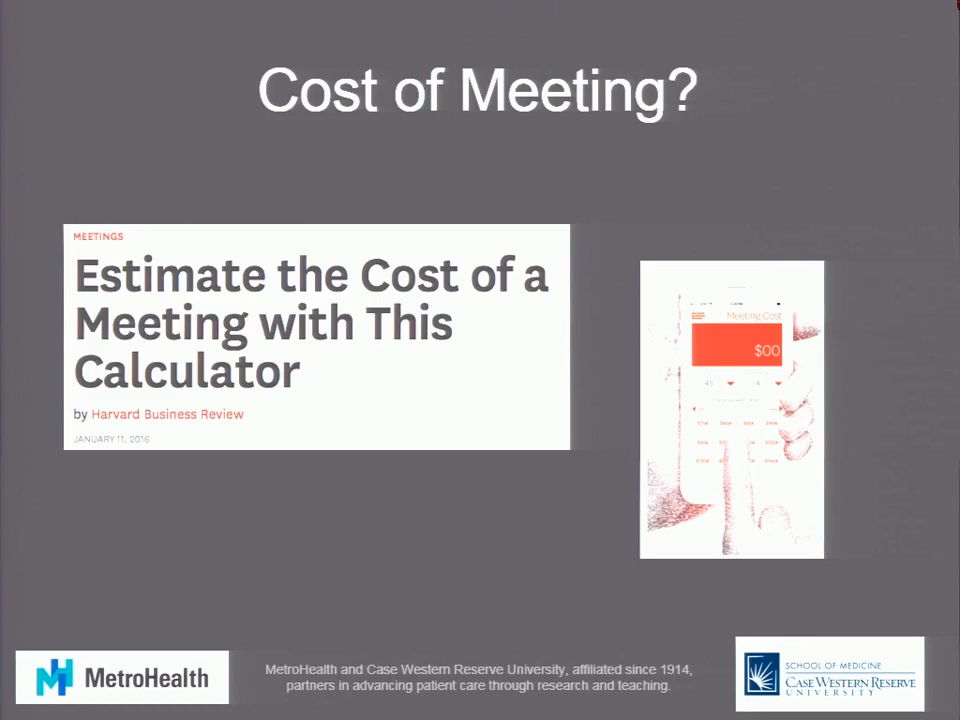 Cost of Meeting?
MEETINGS
Estimate the Cost of a
Meeting with This
Calculator
by Harvard Business Review
JANUARY 11, 2016
Meeting Cost
$00
MetroHealth
MetroHealth and Case Western Reserve University, affiliated since 1914,
partners in advancing patient care through research and teaching.
SCHOOL OF MEDICINE
CASE WESTERN RESERVE
UNIVERSITY